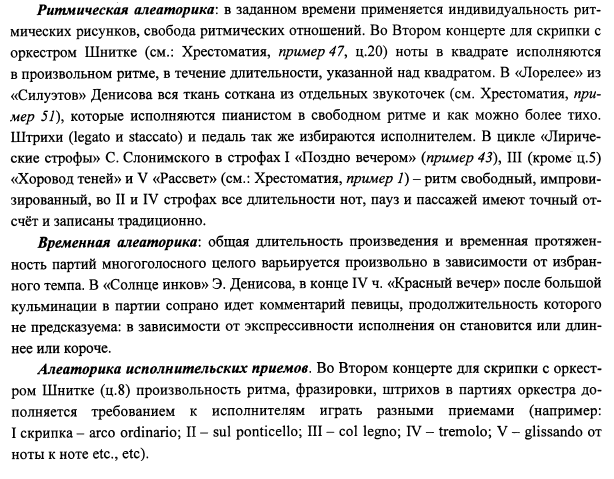 Ритмическая алеаторика: в заданном времени применяется индивидуальность рит-
мических рисунков, свобода ритмических отношений. Во Втором концерте для скрипки с
оркестром Шнитке (см.: Хрестоматия, пример 47, ц.20) ноты в квадрате исполняются
в произвольном ритме, в течение длительности, указанной над квадратом. В «Лорелее» из
«Силуэтов» Денисова вся ткань соткана из отдельных звукоточек (см. Хрестоматия, при-
мер 51), которые исполняются пианистом в свободном ритме и как можно более тихо.
Штрихи (legato и staccato) и педаль так же избираются исполнителем. В цикле «Лириче-
ские строфы» С. Слонимского в строфах I «Поздно вечером» (пример 43), III (кроме ц.5)
«Хоровод теней» и V «Рассвет» (см.: Хрестоматия, пример 1) – ритм свободный, импрови-
зированный, во II и IV строфах все длительности нот, пауз и пассажей имеют точный от-
счёт и записаны традиционно.
Временная алеаторика: общая длительность произведения и временная протяжен-
ность партий многоголосного целого варьируется произвольно в зависимости от избран-
ного темпа. В «Солнце инков» Э. Денисова, в конце IV ч. «Красный вечер» после большой
кульминации в партии сопрано идет комментарий певицы, продолжительность которого
не предсказуема: в зависимости от экспрессивности исполнения он становится или длин-
нее или короче.
Алеаторика исполнительских приемов. Во Втором концерте для скрипки с оркест-
ром Шнитке (ц.8) произвольность ритма, фразировки, штрихов в партиях оркестра до-
полняется требованием к исполнителям играть разными приемами (например:
I скрипка – arco ordinario; II – sul ponticello; III – col legno; IV – tremolo; V – glissando от
ноты к ноте etc., etc).